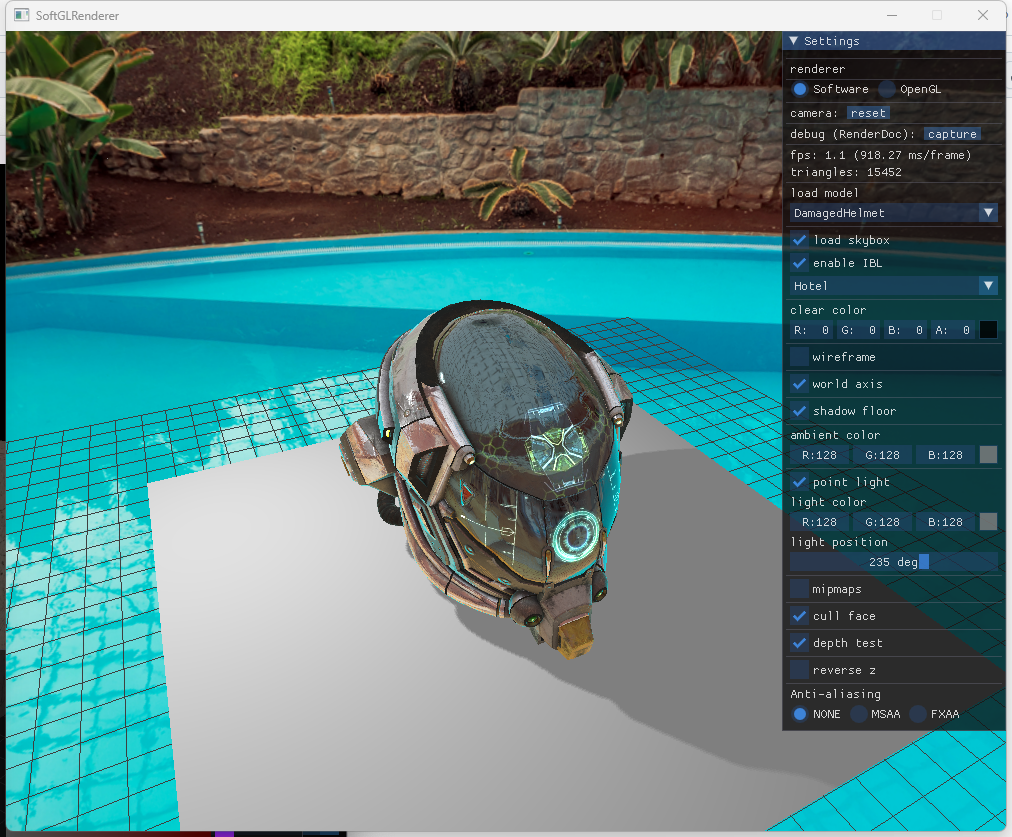 SoftGLRenderer
Settings
renderer
Software OpenGL
camera: reset
debug (RenderDoc): capture
fps: 1.1 (918.27 ms/frame)
triangles: 15452
load model
DamagedHelmet
load skybox
enable IBL
Hotel
clear color
R: 0 G: 0 B: 0 A: 0
wireframe
world axis
shadow floor
ambient color
R:128 G:128 B:128
point light
light color
R:128 G:128 B:128
light position
235 deg
mipmaps
cull face
depth test
reverse z
Anti-aliasing
NONE MSAA FXAA